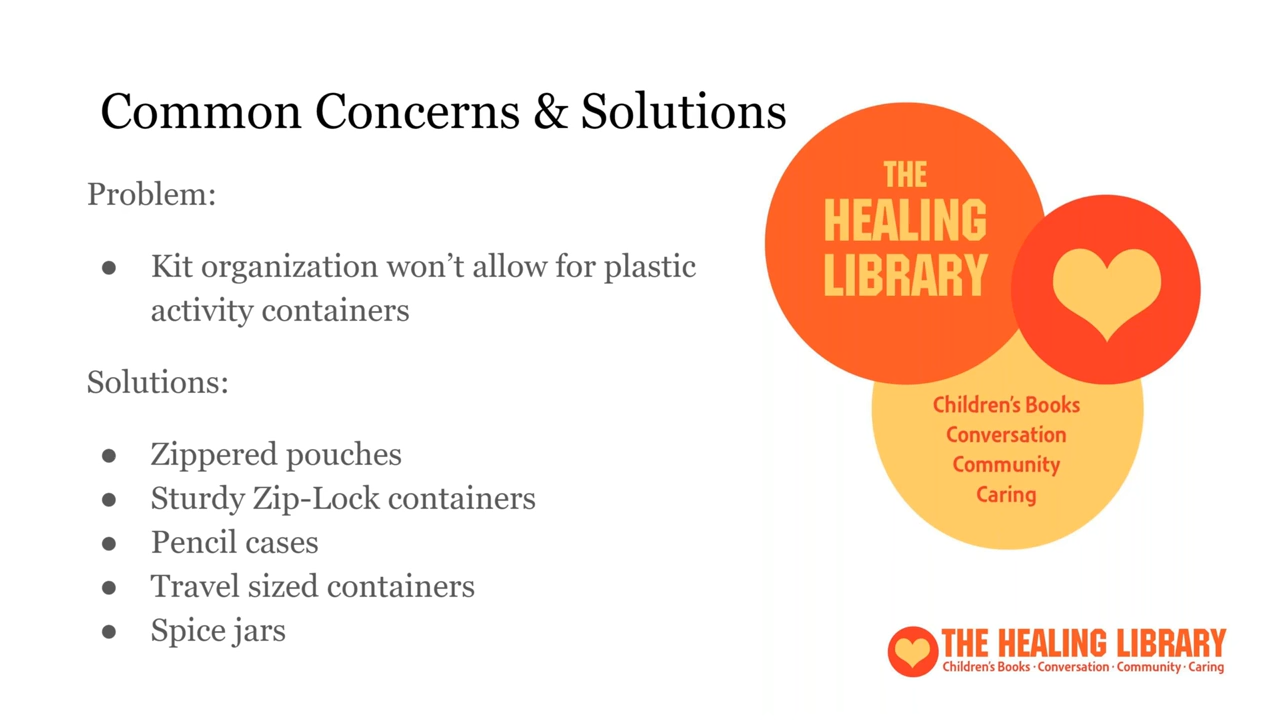 Common Concerns & Solutions
Problem:
● Kit organization won’t allow for plastic
activity containers
Solutions:
● Zippered pouches
● Sturdy Zip-Lock containers
● Pencil cases
● Travel sized containers
● Spice jars
THE
HEALING
LIBRARY
Children's Books
Conversation
Community
Caring
THE HEALING LIBRARY
Children's Books · Conversation · Community · Caring